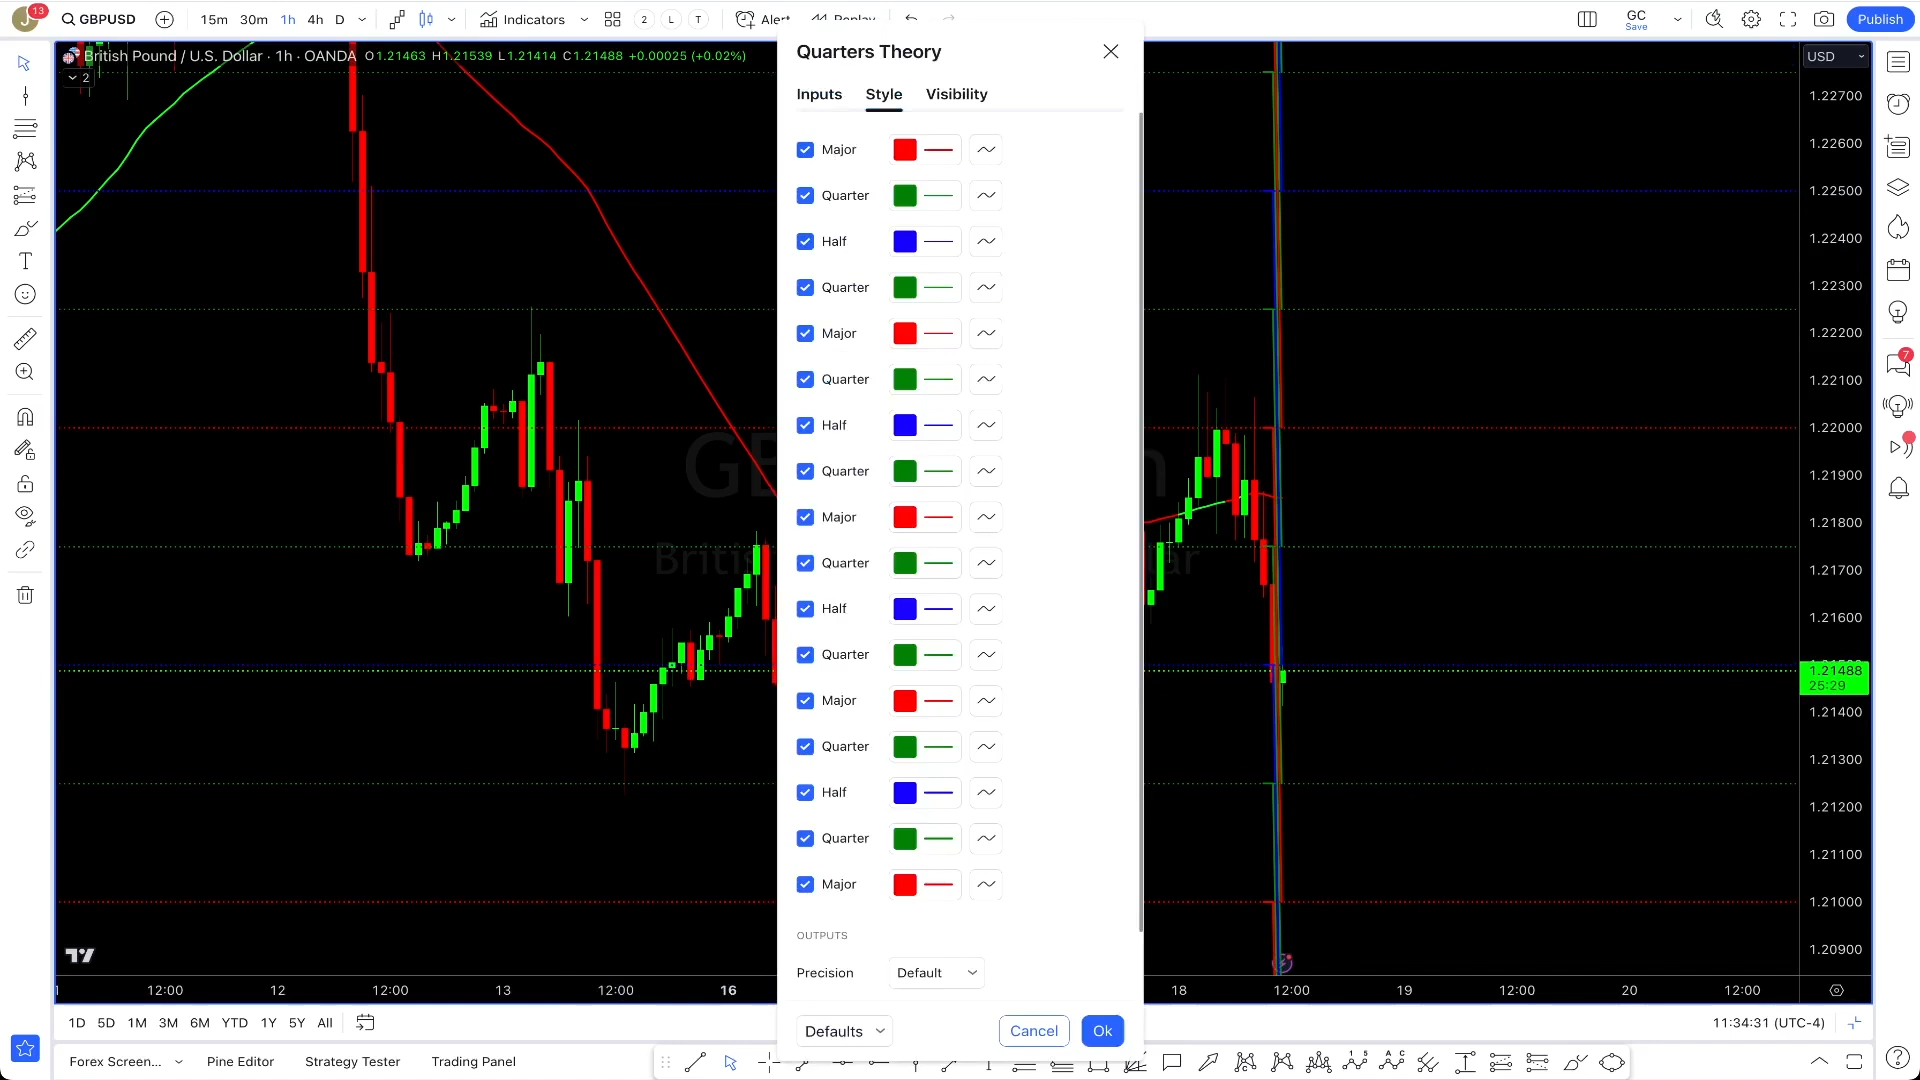 J 13 GBPUSD 15m 30m 1h 4h D Indicators 2 L T Alert Replay GC Save Publish
British Pound / U.S. Dollar · 1h · OANDA O1.21463 H1.21539 L1.21414 C1.21488 +0.00025 (+0.02%)
2
USD
1.22700
1.22600
1.22500
1.22400
1.22300
1.22200
1.22100
1.22000
1.21900
1.21800
1.21700
1.21600
1.21488
25:29
1.21400
1.21300
1.21200
1.21100
1.21000
1.20900
7
Quarters Theory
Inputs Style Visibility
Major
Quarter
Half
Quarter
Major
Quarter
Half
Quarter
Major
Quarter
Half
Quarter
Major
Quarter
Half
Quarter
Major
OUTPUTS
Precision Default
Defaults Cancel Ok
12:00 12 12:00 13 12:00 16 18 12:00 19 12:00 20 12:00
1D 5D 1M 3M 6M YTD 1Y 5Y All 11:34:31 (UTC-4)
Forex Screen... Pine Editor Strategy Tester Trading Panel